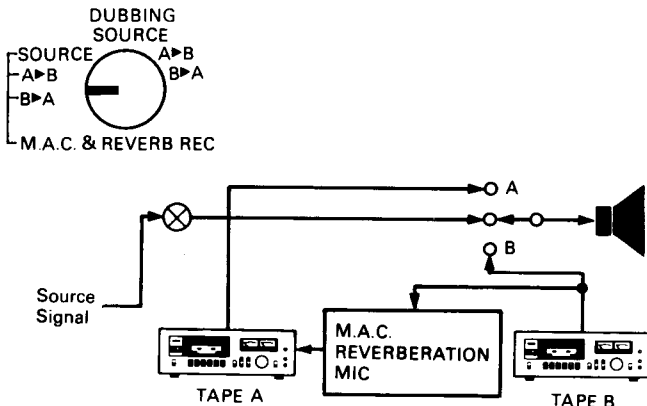 DUBBING
SOURCE
SOURCE
A▶B
A▶B
B▶A
B▶A
M.A.C. & REVERB REC
A
B
Source
Signal
M.A.C.
REVERBERATION
MIC
TAPE A
TAPE B